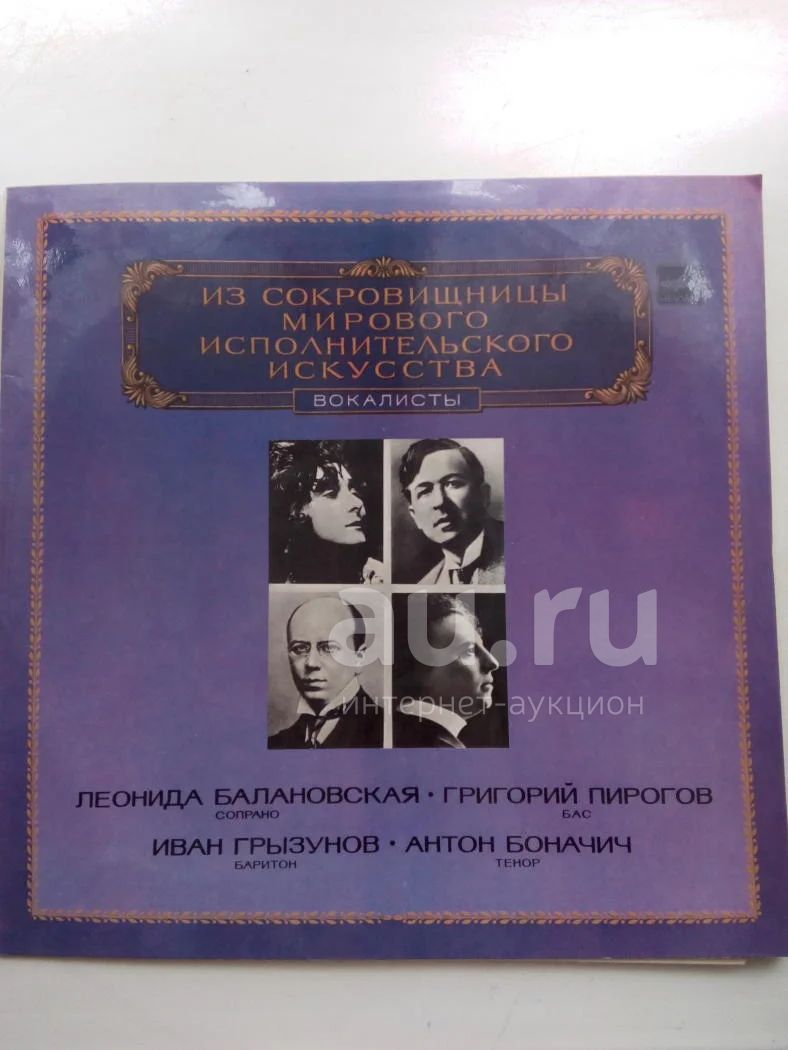 ИЗ СОКРОВИЩНИЦЫ
МИРОВОГО
ИСПОЛНИТЕЛЬСКОГО
ИСКУССТВА
ВОКАЛИСТЫ
au.ru
интернет-аукцион
ЛЕОНИДА БАЛАНОВСКАЯ · ГРИГОРИЙ ПИРОГОВ
СОПРАНО БАС
ИВАН ГРЫЗУНОВ · АНТОН БОНАЧИЧ
БАРИТОН ТЕНОР